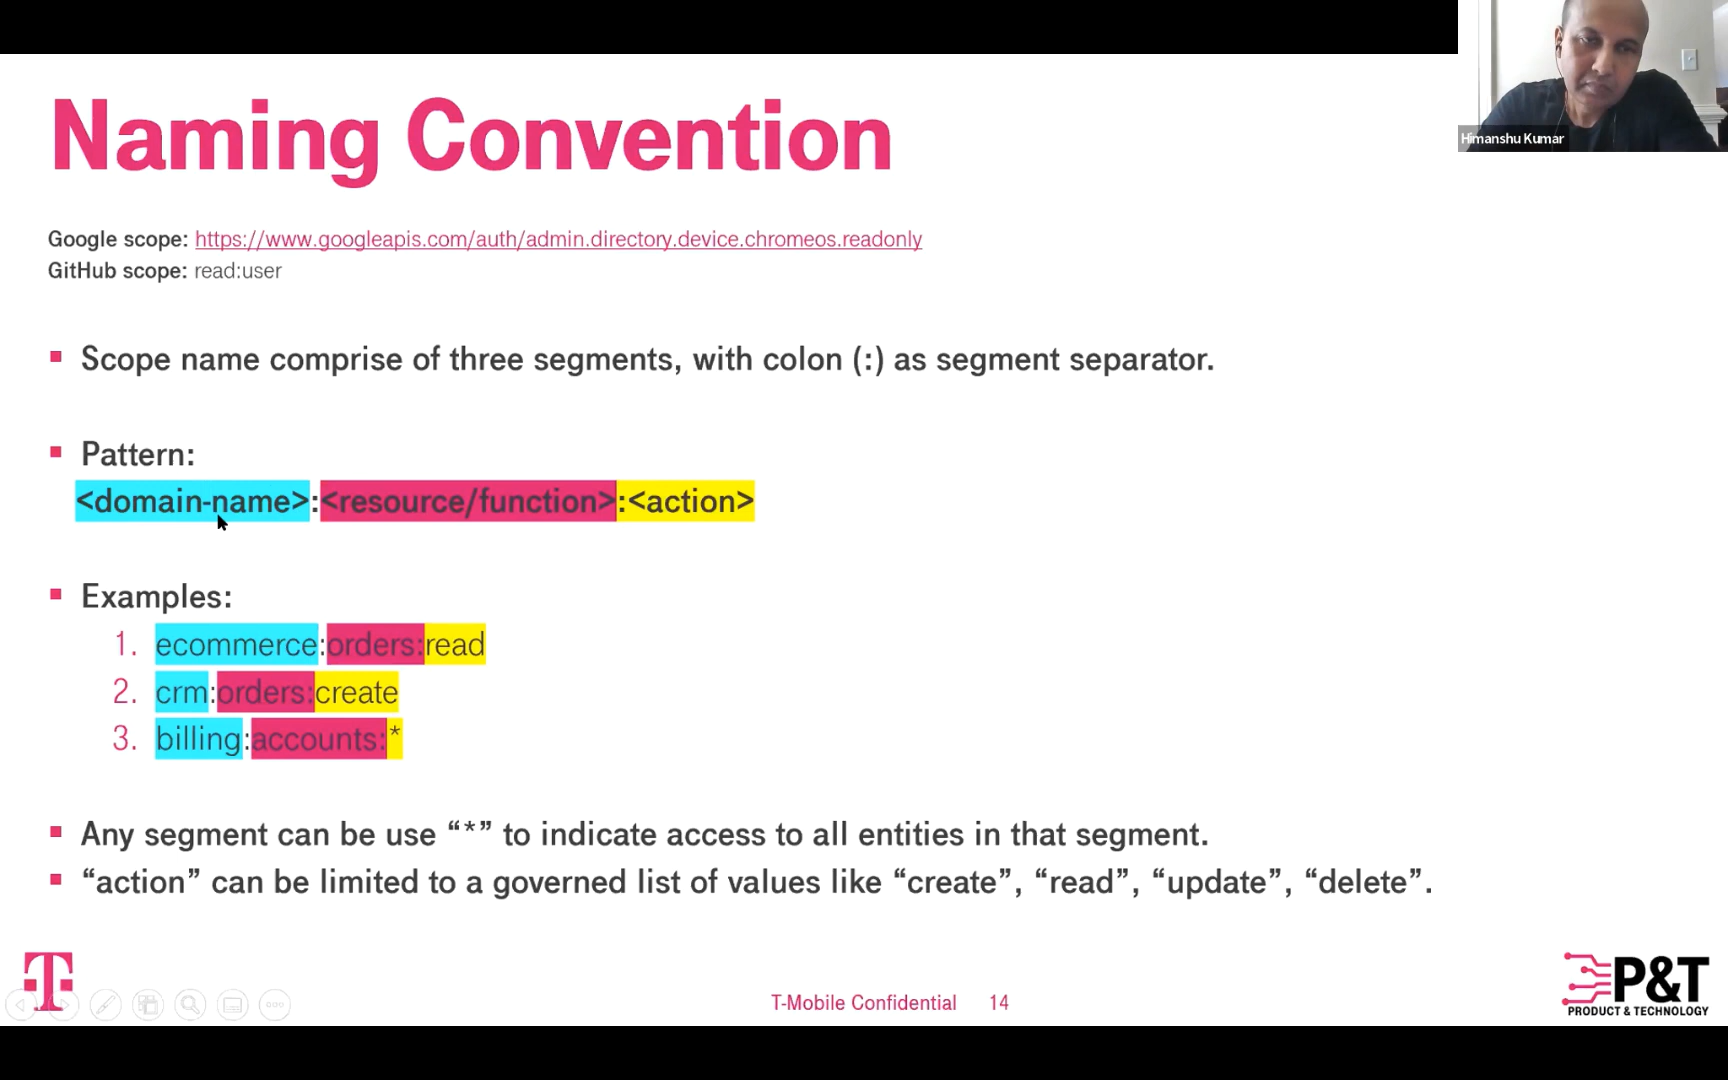 Himanshu Kumar
Naming Convention
Google scope: https://www.googleapis.com/auth/admin.directory.device.chromeos.readonly
GitHub scope: read:user
Scope name comprise of three segments, with colon (:) as segment separator.
Pattern:
<domain-name>:<resource/function>:<action>
Examples:
1. ecommerce:orders:read
2. crm:orders:create
3. billing:accounts:*
Any segment can be use “*” to indicate access to all entities in that segment.
“action” can be limited to a governed list of values like “create”, “read”, “update”, “delete”.
T
T-Mobile Confidential 14
P&T
PRODUCT & TECHNOLOGY